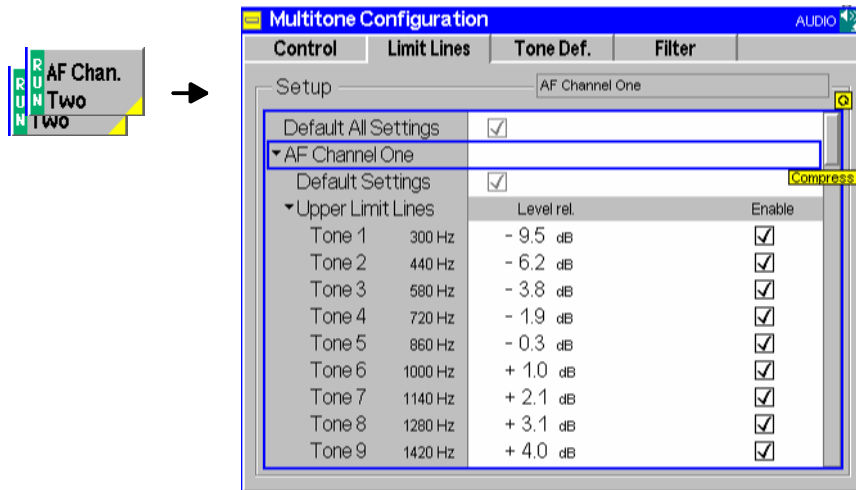 RUN
AF Chan.
Two
RUN
Two
Multitone Configuration
AUDIO
Control
Limit Lines
Tone Def.
Filter
Setup
AF Channel One
Default All Settings
AF Channel One
Compress
Default Settings
Upper Limit Lines Level rel. Enable
Tone 1 300 Hz - 9.5 dB
Tone 2 440 Hz - 6.2 dB
Tone 3 580 Hz - 3.8 dB
Tone 4 720 Hz - 1.9 dB
Tone 5 860 Hz - 0.3 dB
Tone 6 1000 Hz + 1.0 dB
Tone 7 1140 Hz + 2.1 dB
Tone 8 1280 Hz + 3.1 dB
Tone 9 1420 Hz + 4.0 dB